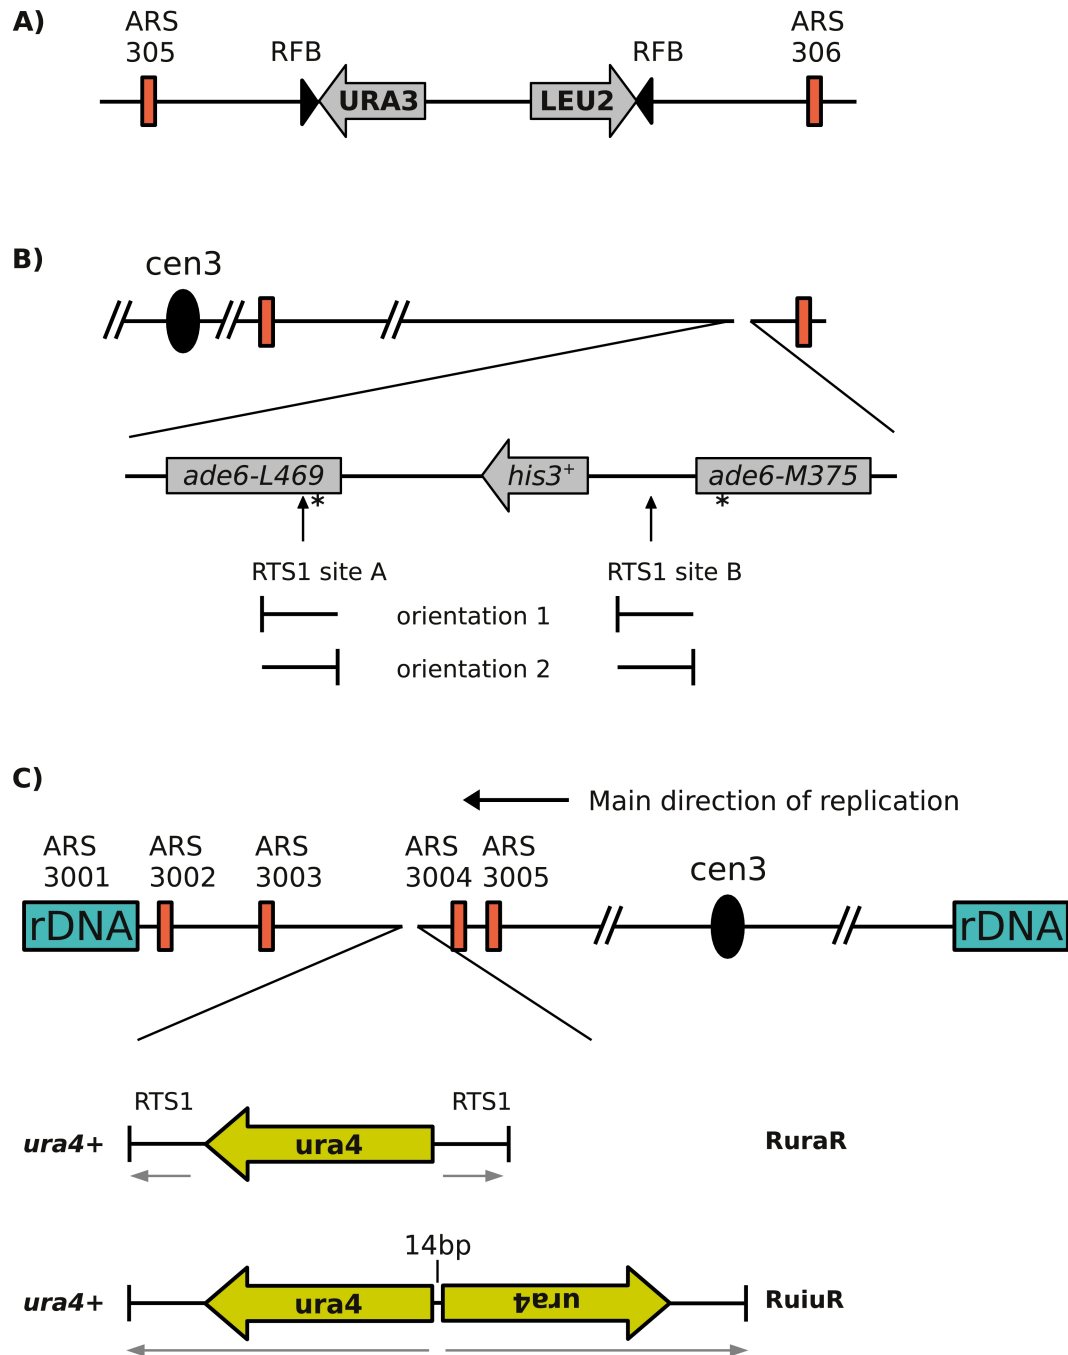 A)
ARS
305
RFB
RFB
ARS
306
URA3
LEU2
B)
cen3
ade6-L469
his3+
ade6-M375
*
*
RTS1 site A
RTS1 site B
orientation 1
orientation 2
C)
Main direction of replication
ARS
3001
ARS
3002
ARS
3003
ARS
3004
ARS
3005
cen3
rDNA
rDNA
RTS1
RTS1
ura4+
ura4
RuraR
14bp
ura4+
ura4
ura4
RuiuR